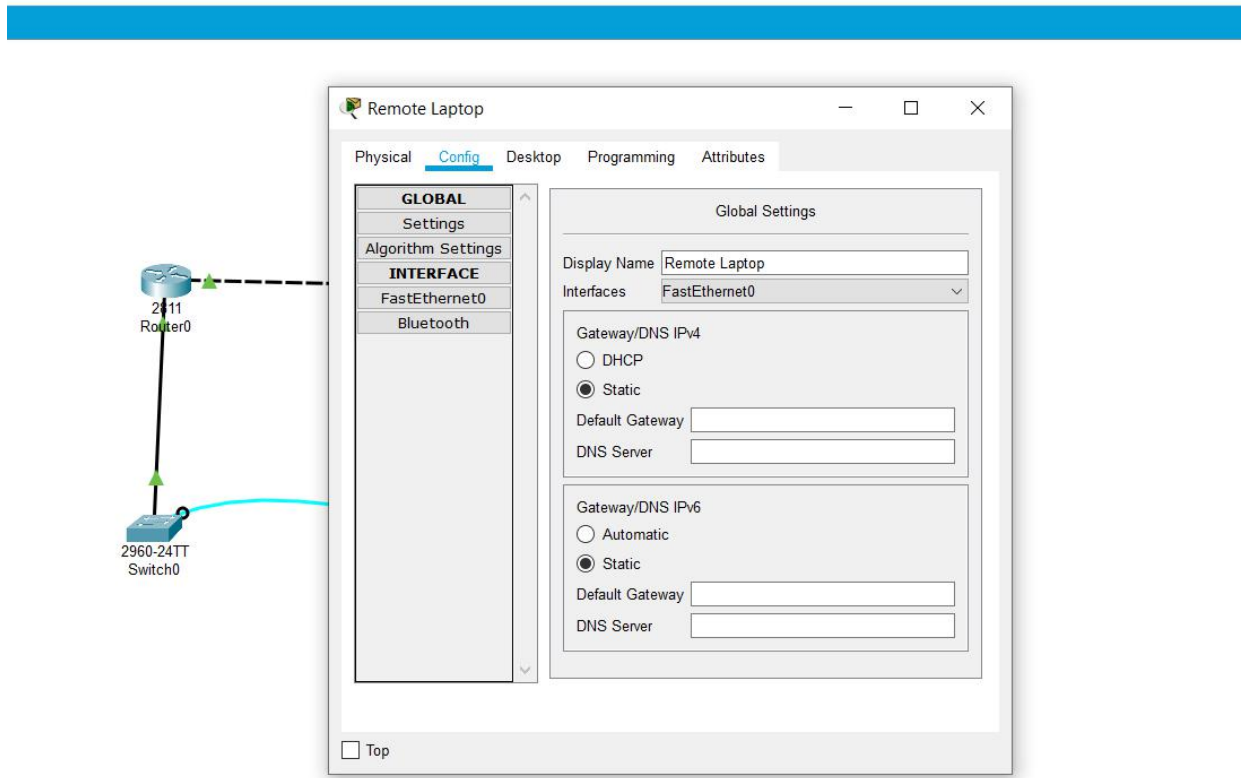 Remote Laptop
Physical Config Desktop Programming Attributes
GLOBAL
Settings
Algorithm Settings
INTERFACE
FastEthernet0
Bluetooth
Global Settings
Display Name Remote Laptop
Interfaces FastEthernet0
Gateway/DNS IPv4
DHCP
Static
Default Gateway
DNS Server
Gateway/DNS IPv6
Automatic
Static
Default Gateway
DNS Server
Top
2811
Router0
2960-24TT
Switch0